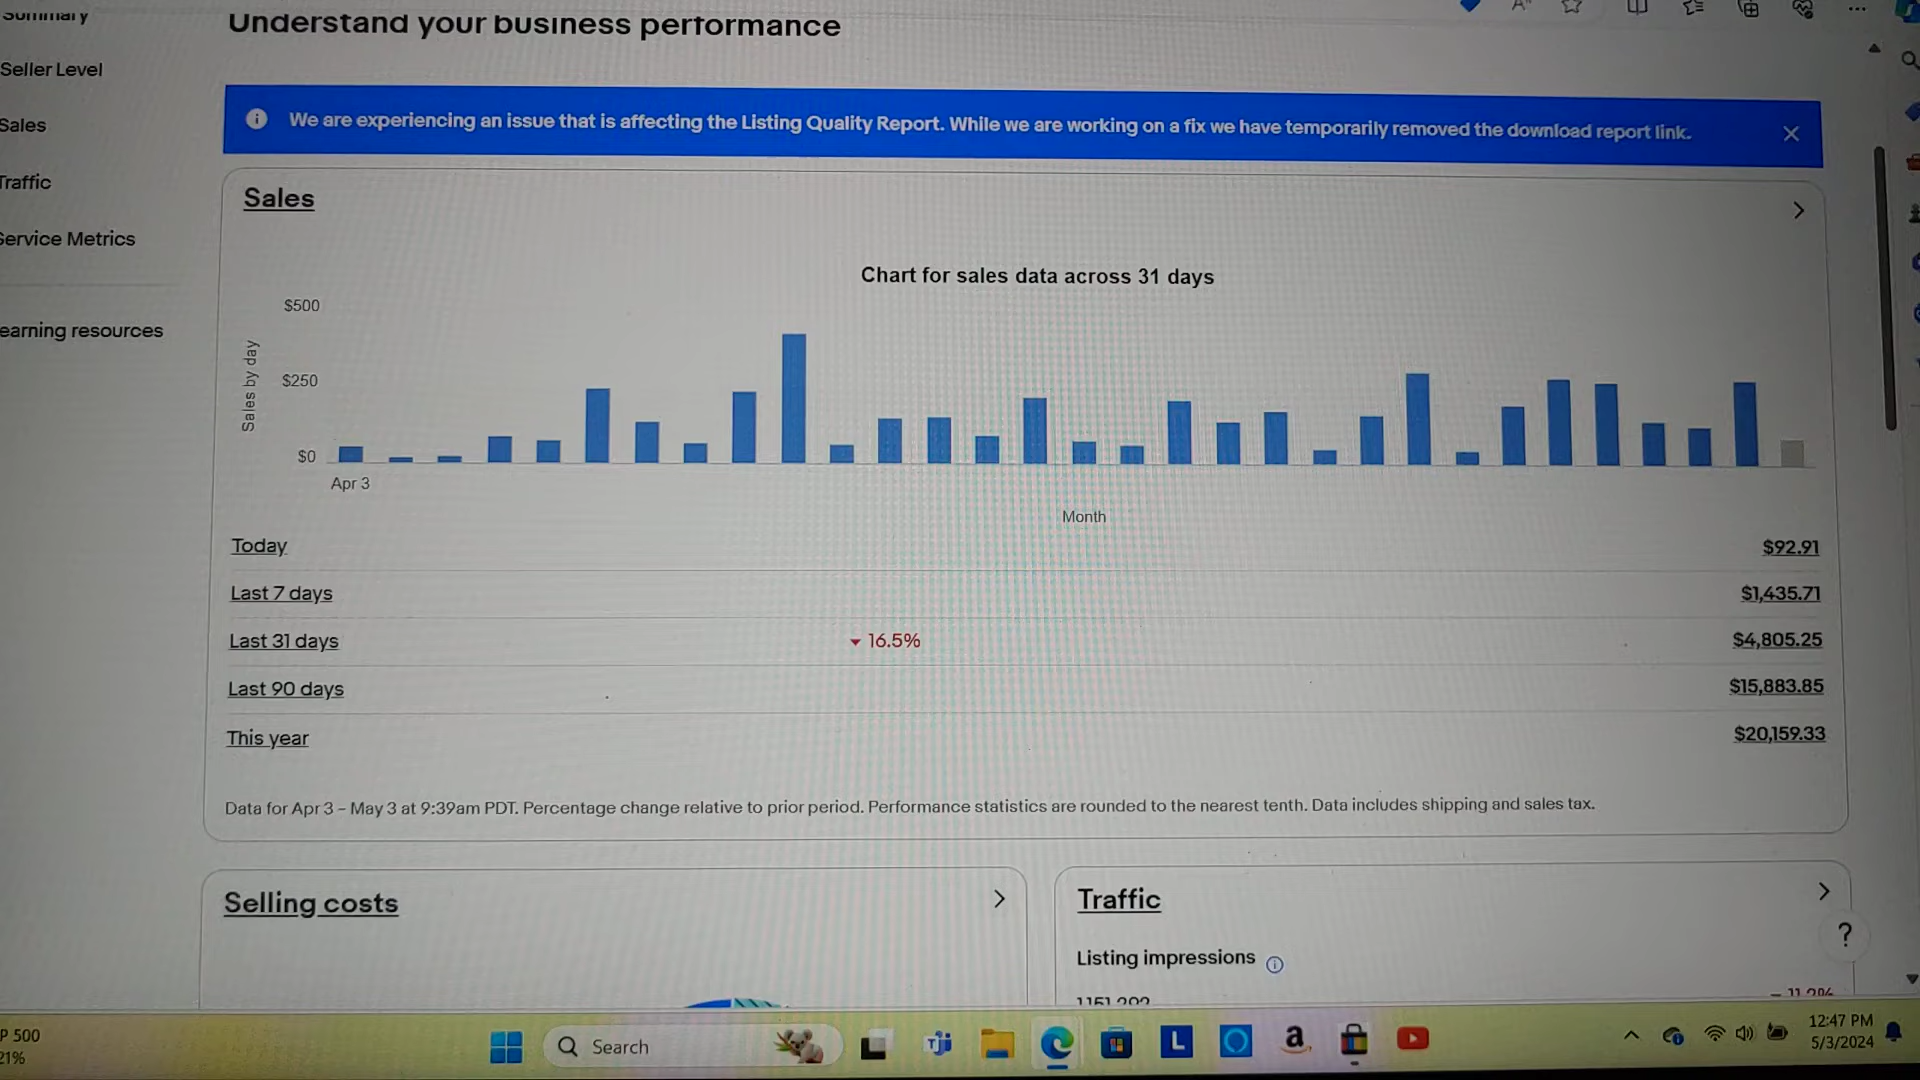 Summary
Understand your business performance
Seller Level
We are experiencing an issue that is affecting the Listing Quality Report. While we are working on a fix we have temporarily removed the download report link.
Sales
Traffic
Sales
Service Metrics
Chart for sales data across 31 days
$500
earning resources
Sales by day
$250
$0
Apr 3
Month
Today
$92.91
Last 7 days
$1,435.71
Last 31 days
16.5%
$4,805.25
Last 90 days
$15,883.85
This year
$20,159.33
Data for Apr 3 – May 3 at 9:39am PDT. Percentage change relative to prior period. Performance statistics are rounded to the nearest tenth. Data includes shipping and sales tax.
Selling costs
Traffic
?
Listing impressions
P 500
21%
Search
L
a
12:47 PM
5/3/2024